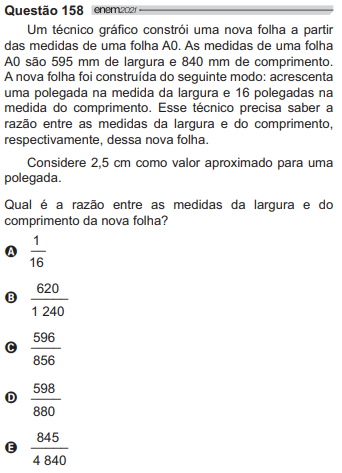 Questão 158 enem2021
Um técnico gráfico constrói uma nova folha a partir
das medidas de uma folha A0. As medidas de uma folha
A0 são 595 mm de largura e 840 mm de comprimento.
A nova folha foi construída do seguinte modo: acrescenta
uma polegada na medida da largura e 16 polegadas na
medida do comprimento. Esse técnico precisa saber a
razão entre as medidas da largura e do comprimento,
respectivamente, dessa nova folha.
Considere 2,5 cm como valor aproximado para uma
polegada.
Qual é a razão entre as medidas da largura e do
comprimento da nova folha?
A 1
16
B 620
1 240
C 596
856
D 598
880
E 845
4 840